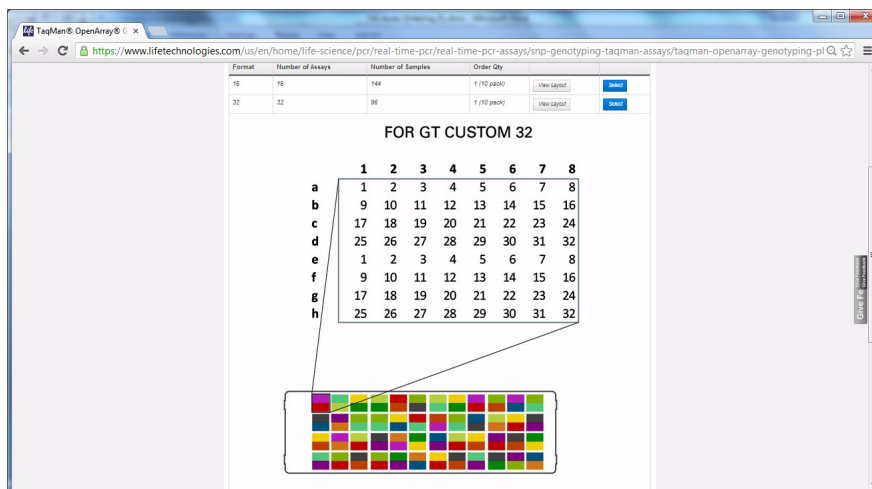 TaqMan® OpenArray® G
https://www.lifetechnologies.com/us/en/home/life-science/pcr/real-time-pcr/real-time-pcr-assays/snp-genotyping-taqman-assays/taqman-openarray-genotyping-pl
Format Number of Assays Number of Samples Order Qty
16 16 144 1 (10 pack) View Layout Select
32 32 96 1 (10 pack) View Layout Select
FOR GT CUSTOM 32
1 2 3 4 5 6 7 8
a 1 2 3 4 5 6 7 8
b 9 10 11 12 13 14 15 16
c 17 18 19 20 21 22 23 24
d 25 26 27 28 29 30 31 32
e 1 2 3 4 5 6 7 8
f 9 10 11 12 13 14 15 16
g 17 18 19 20 21 22 23 24
h 25 26 27 28 29 30 31 32
Give Feedback
Give Fe